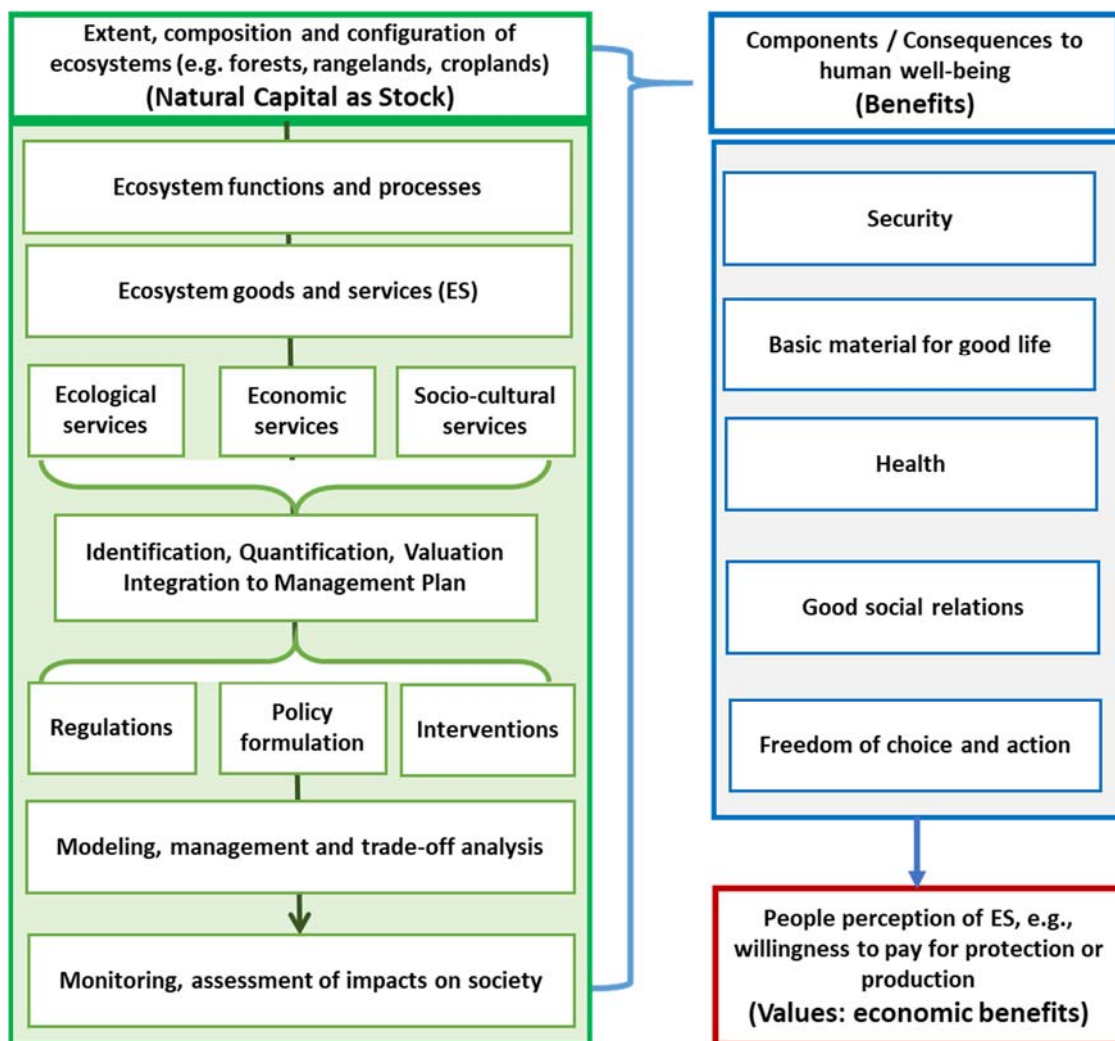 Extent, composition and configuration of
ecosystems (e.g. forests, rangelands, croplands)
(Natural Capital as Stock)
Ecosystem functions and processes
Ecosystem goods and services (ES)
Ecological
services
Economic
services
Socio-cultural
services
Identification, Quantification, Valuation
Integration to Management Plan
Regulations
Policy
formulation
Interventions
Modeling, management and trade-off analysis
Monitoring, assessment of impacts on society
Components / Consequences to
human well-being
(Benefits)
Security
Basic material for good life
Health
Good social relations
Freedom of choice and action
People perception of ES, e.g.,
willingness to pay for protection or
production
(Values: economic benefits)